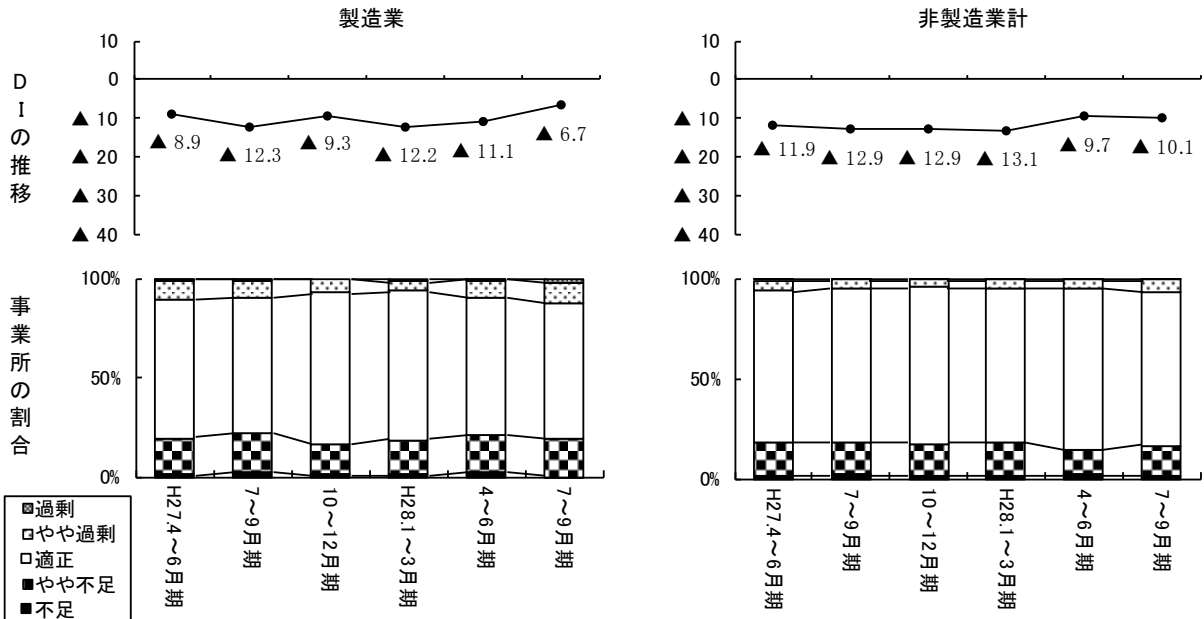 製造業
非製造業計
DIの推移
10
0
▲ 10
▲ 20
▲ 30
▲ 40
▲ 8.9
▲ 12.3
▲ 9.3
▲ 12.2
▲ 11.1
▲ 6.7
10
0
▲ 10
▲ 20
▲ 30
▲ 40
▲ 11.9
▲ 12.9
▲ 12.9
▲ 13.1
▲ 9.7
▲ 10.1
事業所の割合
100%
50%
0%
H27.4～6月期
7～9月期
10～12月期
H28.1～3月期
4～6月期
7～9月期
100%
50%
0%
H27.4～6月期
7～9月期
10～12月期
H28.1～3月期
4～6月期
7～9月期
過剰
やや過剰
適正
やや不足
不足